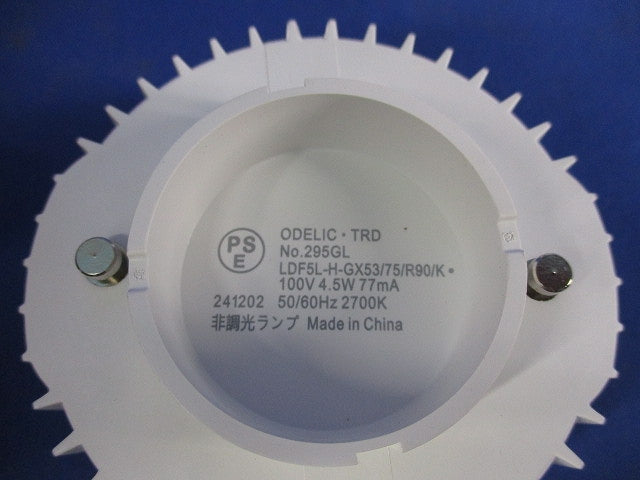 PS E
ODELIC・TRD
No.295GL
LDF5L-H-GX53/75/R90/K・
100V 4.5W 77mA
241202 50/60Hz 2700K
非調光ランプ Made in China